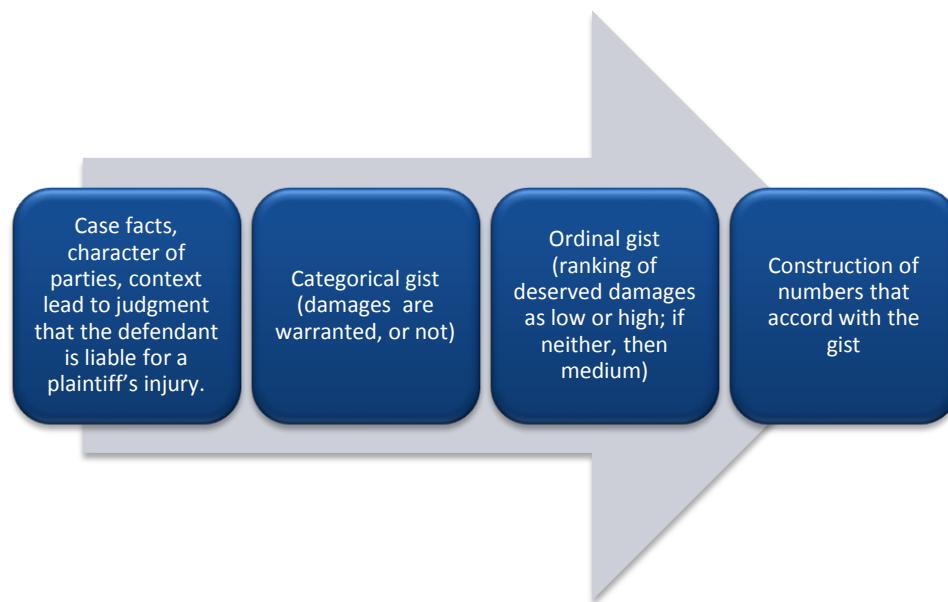 Case facts,
character of
parties, context
lead to judgment
that the defendant
is liable for a
plaintiff’s injury.
Categorical gist
(damages are
warranted, or not)
Ordinal gist
(ranking of
deserved damages
as low or high; if
neither, then
medium)
Construction of
numbers that
accord with the
gist